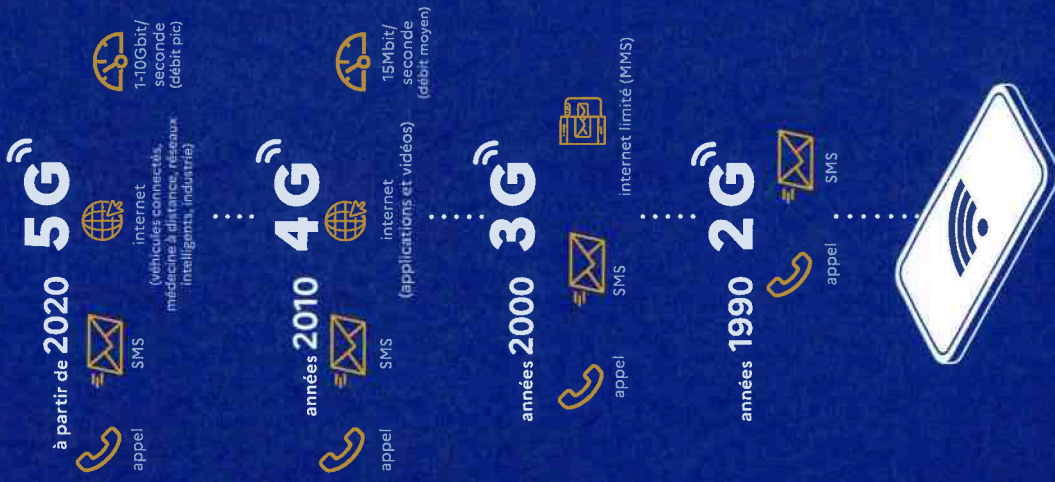 à partir de 2020 5G
appel
SMS
internet
(véhicules connectés,
médecine à distance, réseaux
intelligents, industrie)
1-10Gbit/
seconde
(débit pic)
années 2010 4G
appel
SMS
internet
(applications et vidéos)
15Mbit/
seconde
(débit moyen)
années 2000 3G
appel
SMS
internet limité (MMS)
années 1990 2G
appel
SMS